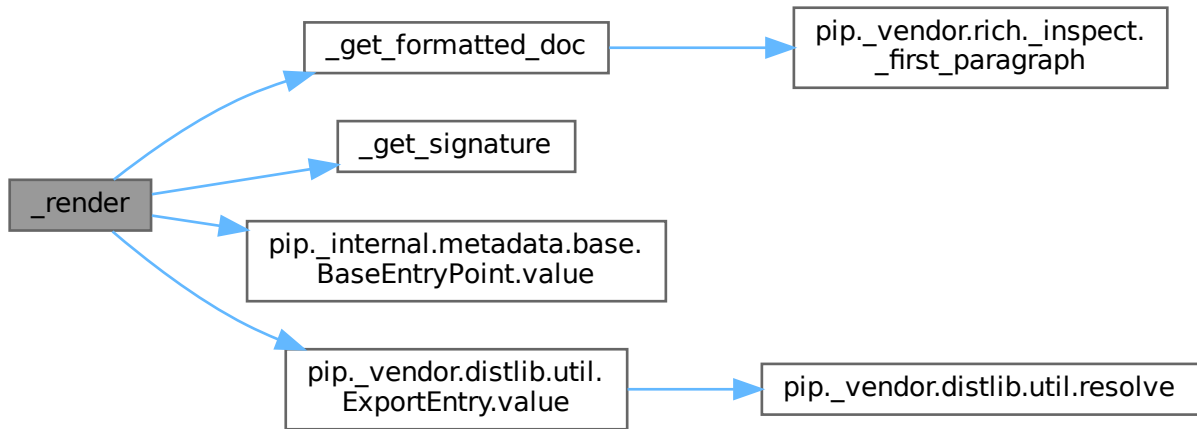 _get_formatted_doc
pip._vendor.rich._inspect.
_first_paragraph
_get_signature
_render
pip._internal.metadata.base.
BaseEntryPoint.value
pip._vendor.distlib.util.
ExportEntry.value
pip._vendor.distlib.util.resolve